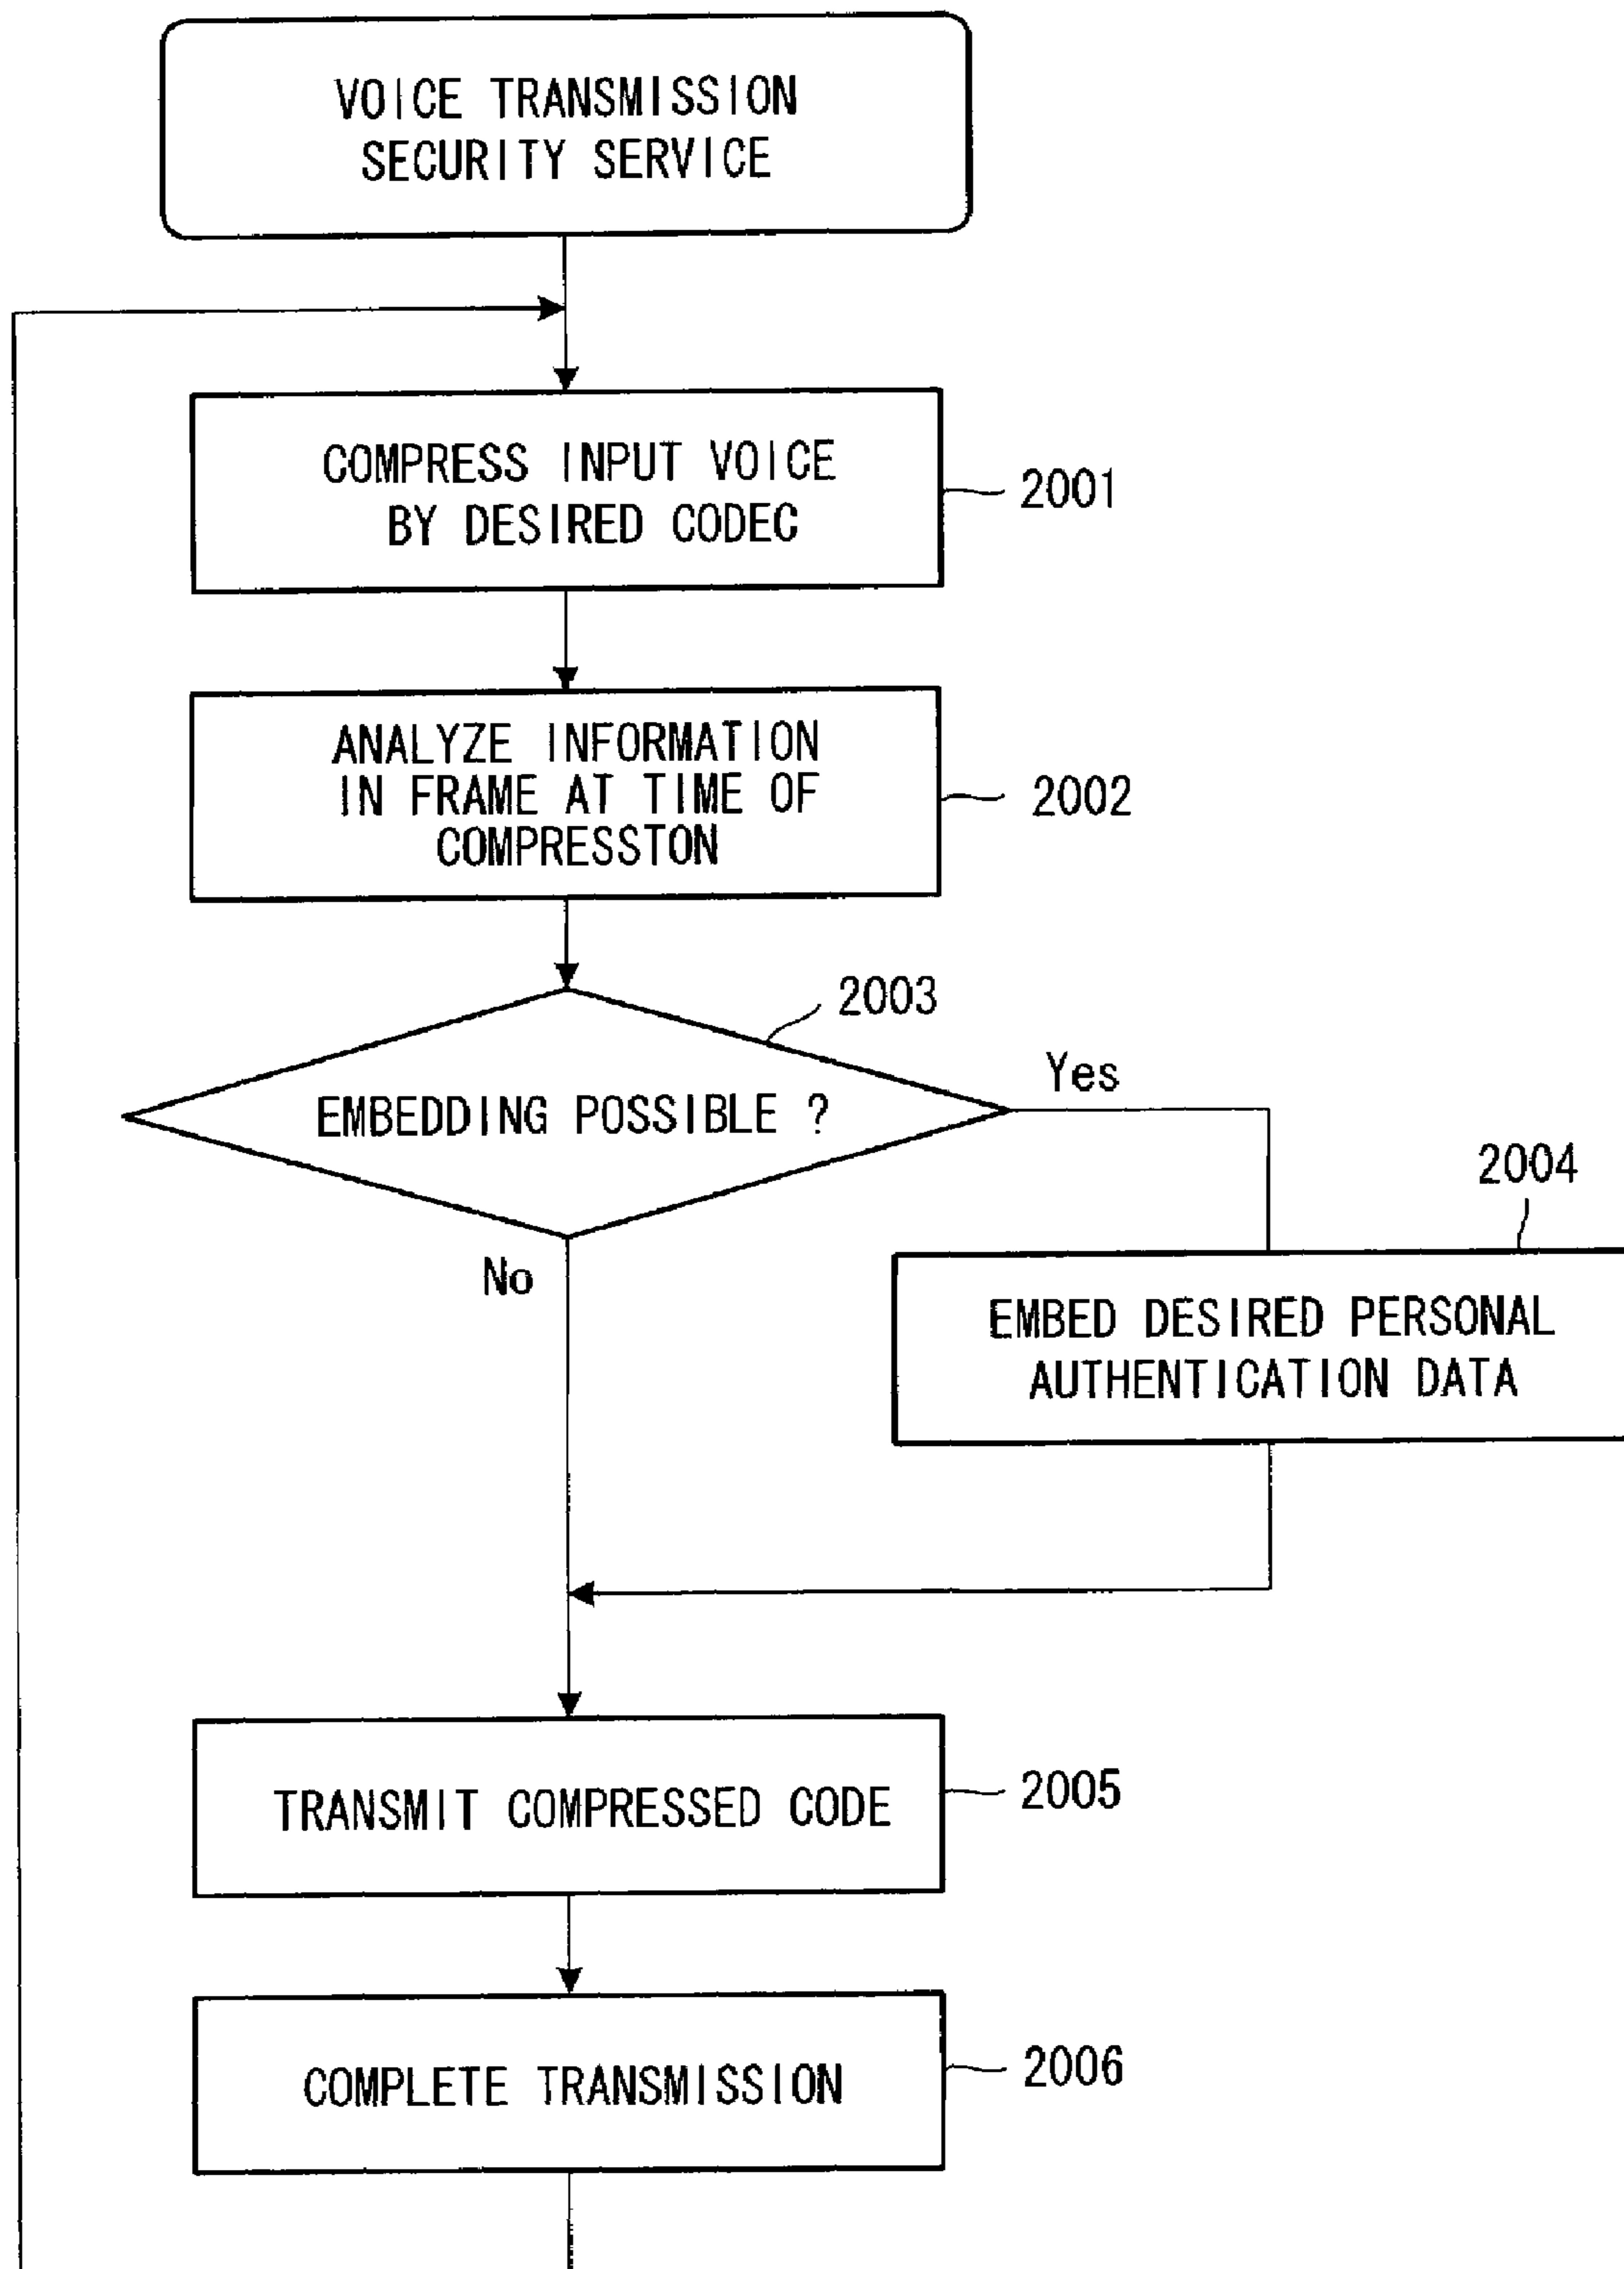 VOICE TRANSMISSION
SECURITY SERVICE
COMPRESS INPUT VOICE
BY DESIRED CODEC
2001
ANALYZE INFORMATION
IN FRAME AT TIME OF
COMPRESSTON
2002
2003
EMBEDDING POSSIBLE ?
Yes
No
2004
EMBED DESIRED PERSONAL
AUTHENTICATION DATA
TRANSMIT COMPRESSED CODE
2005
COMPLETE TRANSMISSION
2006